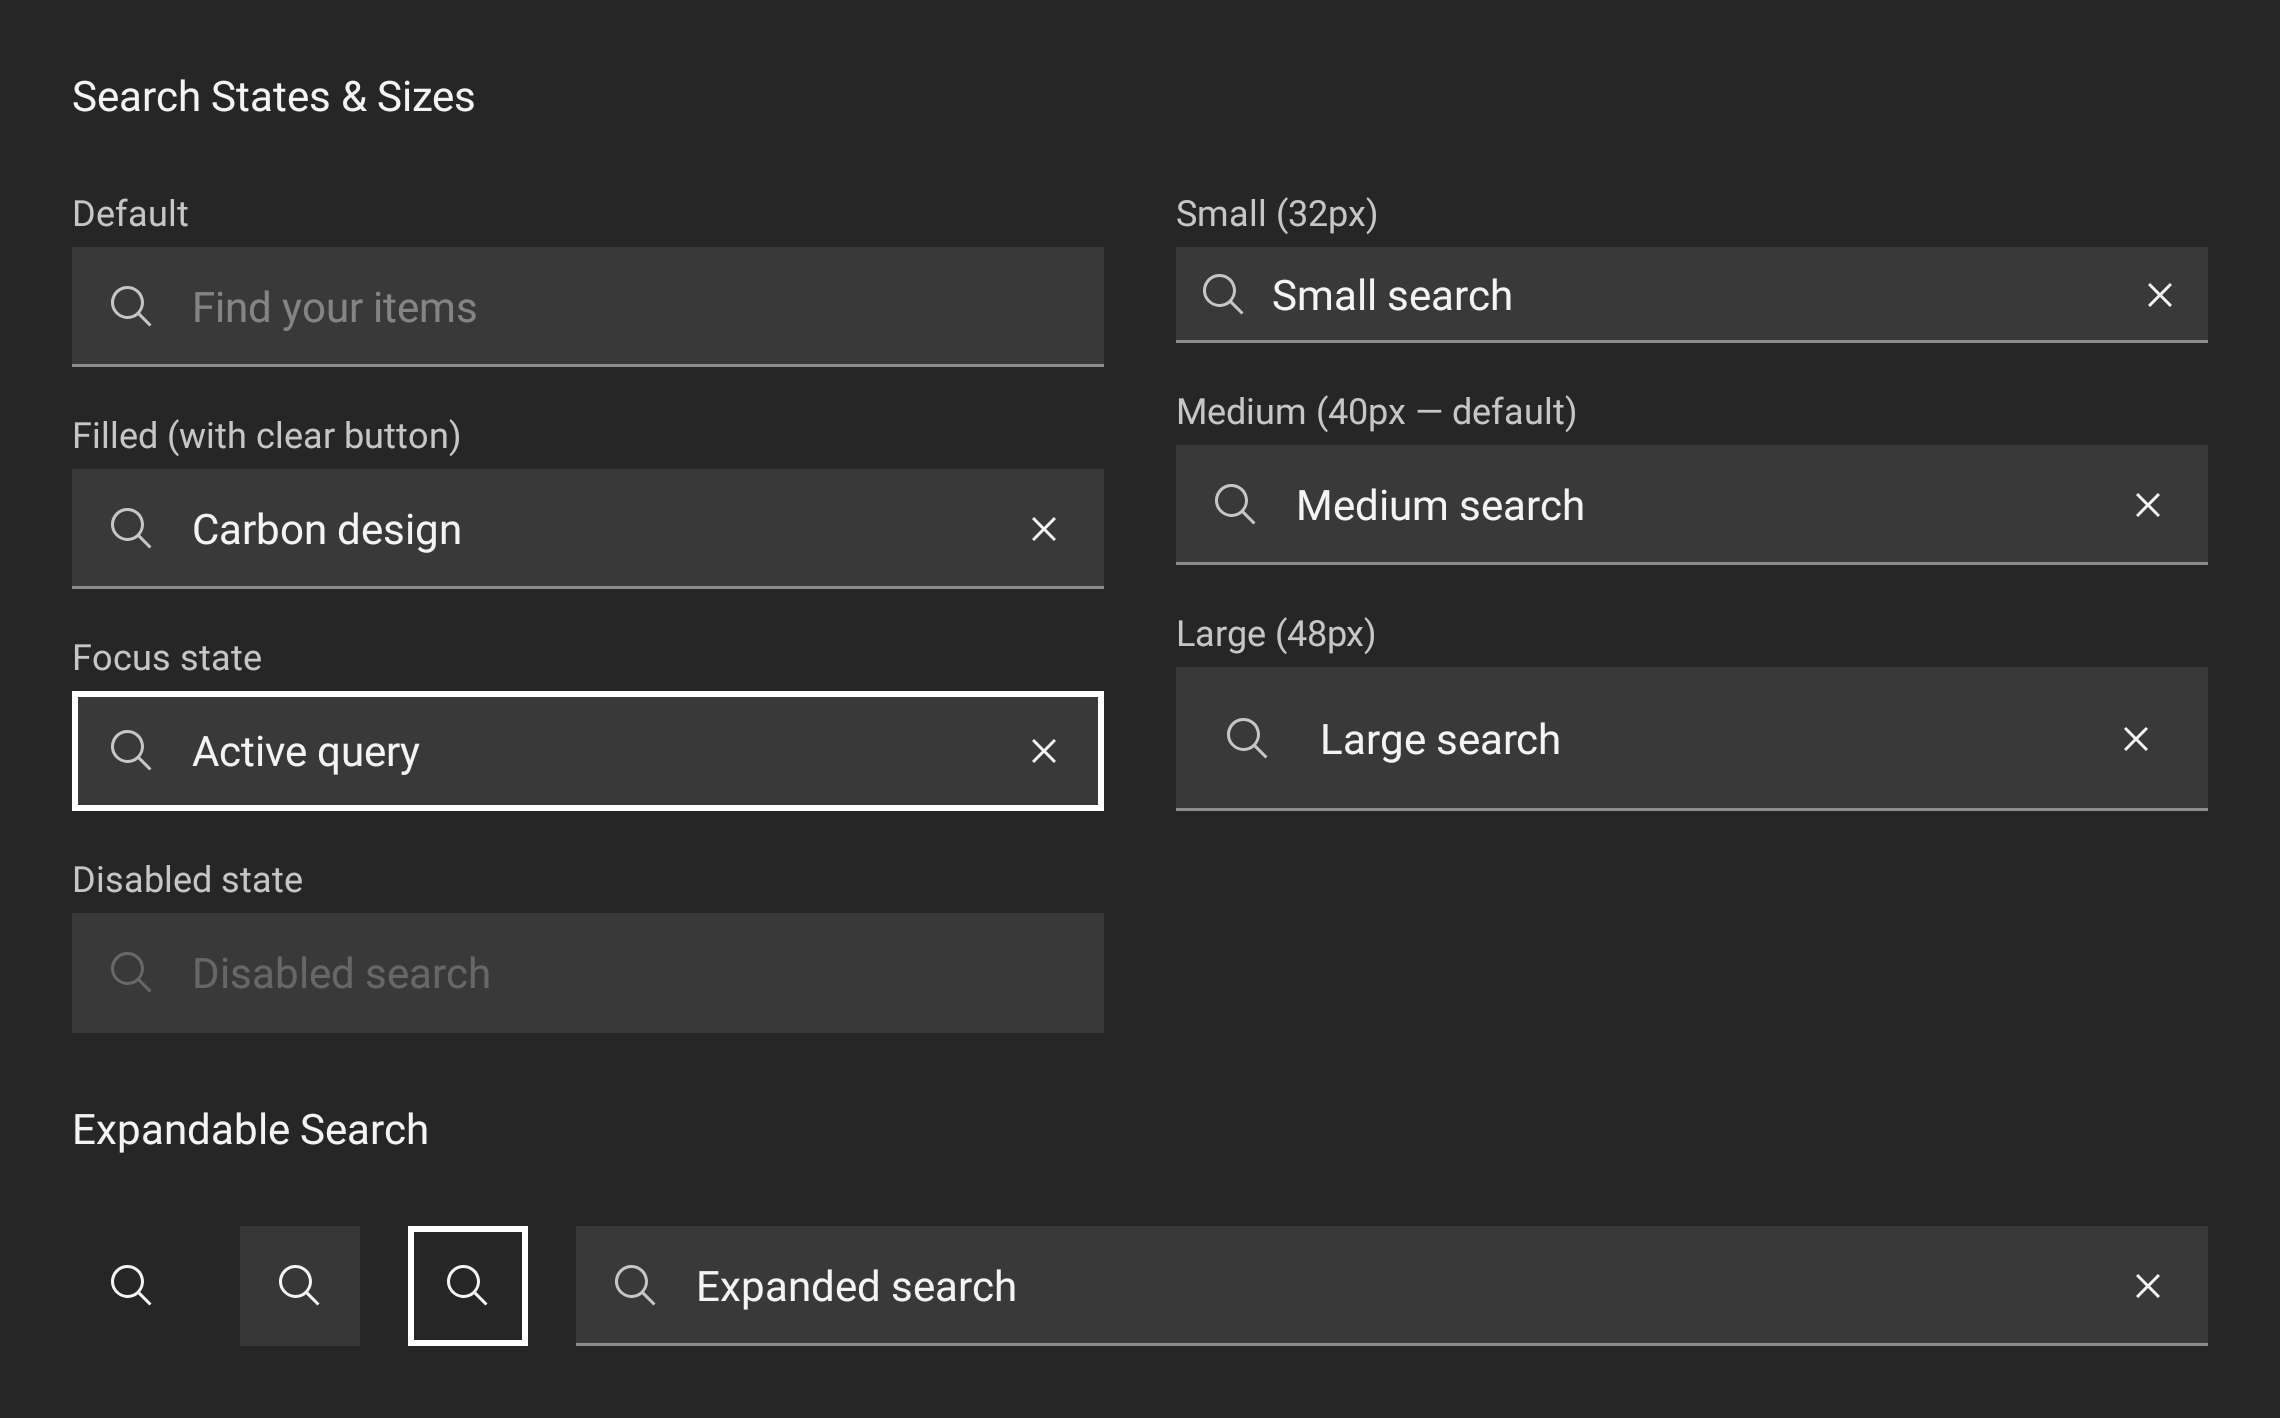 Search States & Sizes
Default
Find your items
Filled (with clear button)
Carbon design
Focus state
Active query
Disabled state
Disabled search
Small (32px)
Small search
Medium (40px — default)
Medium search
Large (48px)
Large search
Expandable Search
Expanded search